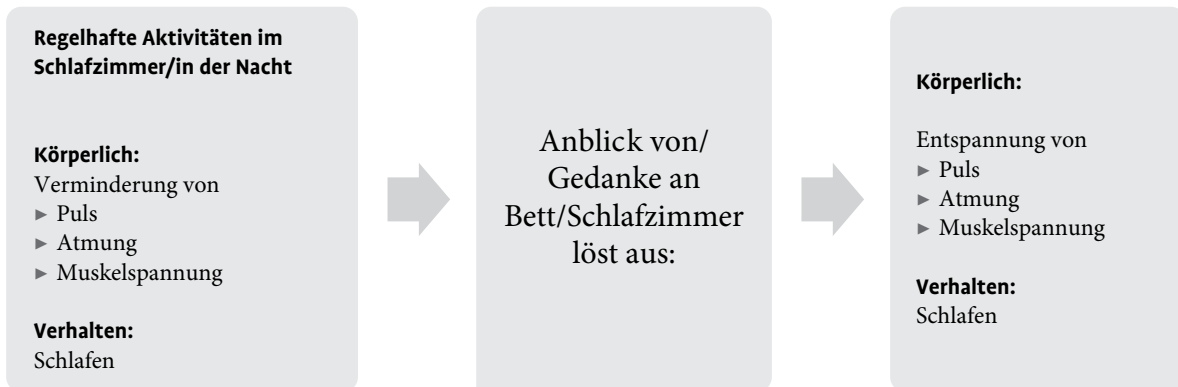 Regelhafte Aktivitäten im
Schlafzimmer/in der Nacht
Körperlich:
Verminderung von
▶ Puls
▶ Atmung
▶ Muskelspannung
Verhalten:
Schlafen
Anblick von/
Gedanke an
Bett/Schlafzimmer
löst aus:
Körperlich:
Entspannung von
▶ Puls
▶ Atmung
▶ Muskelspannung
Verhalten:
Schlafen